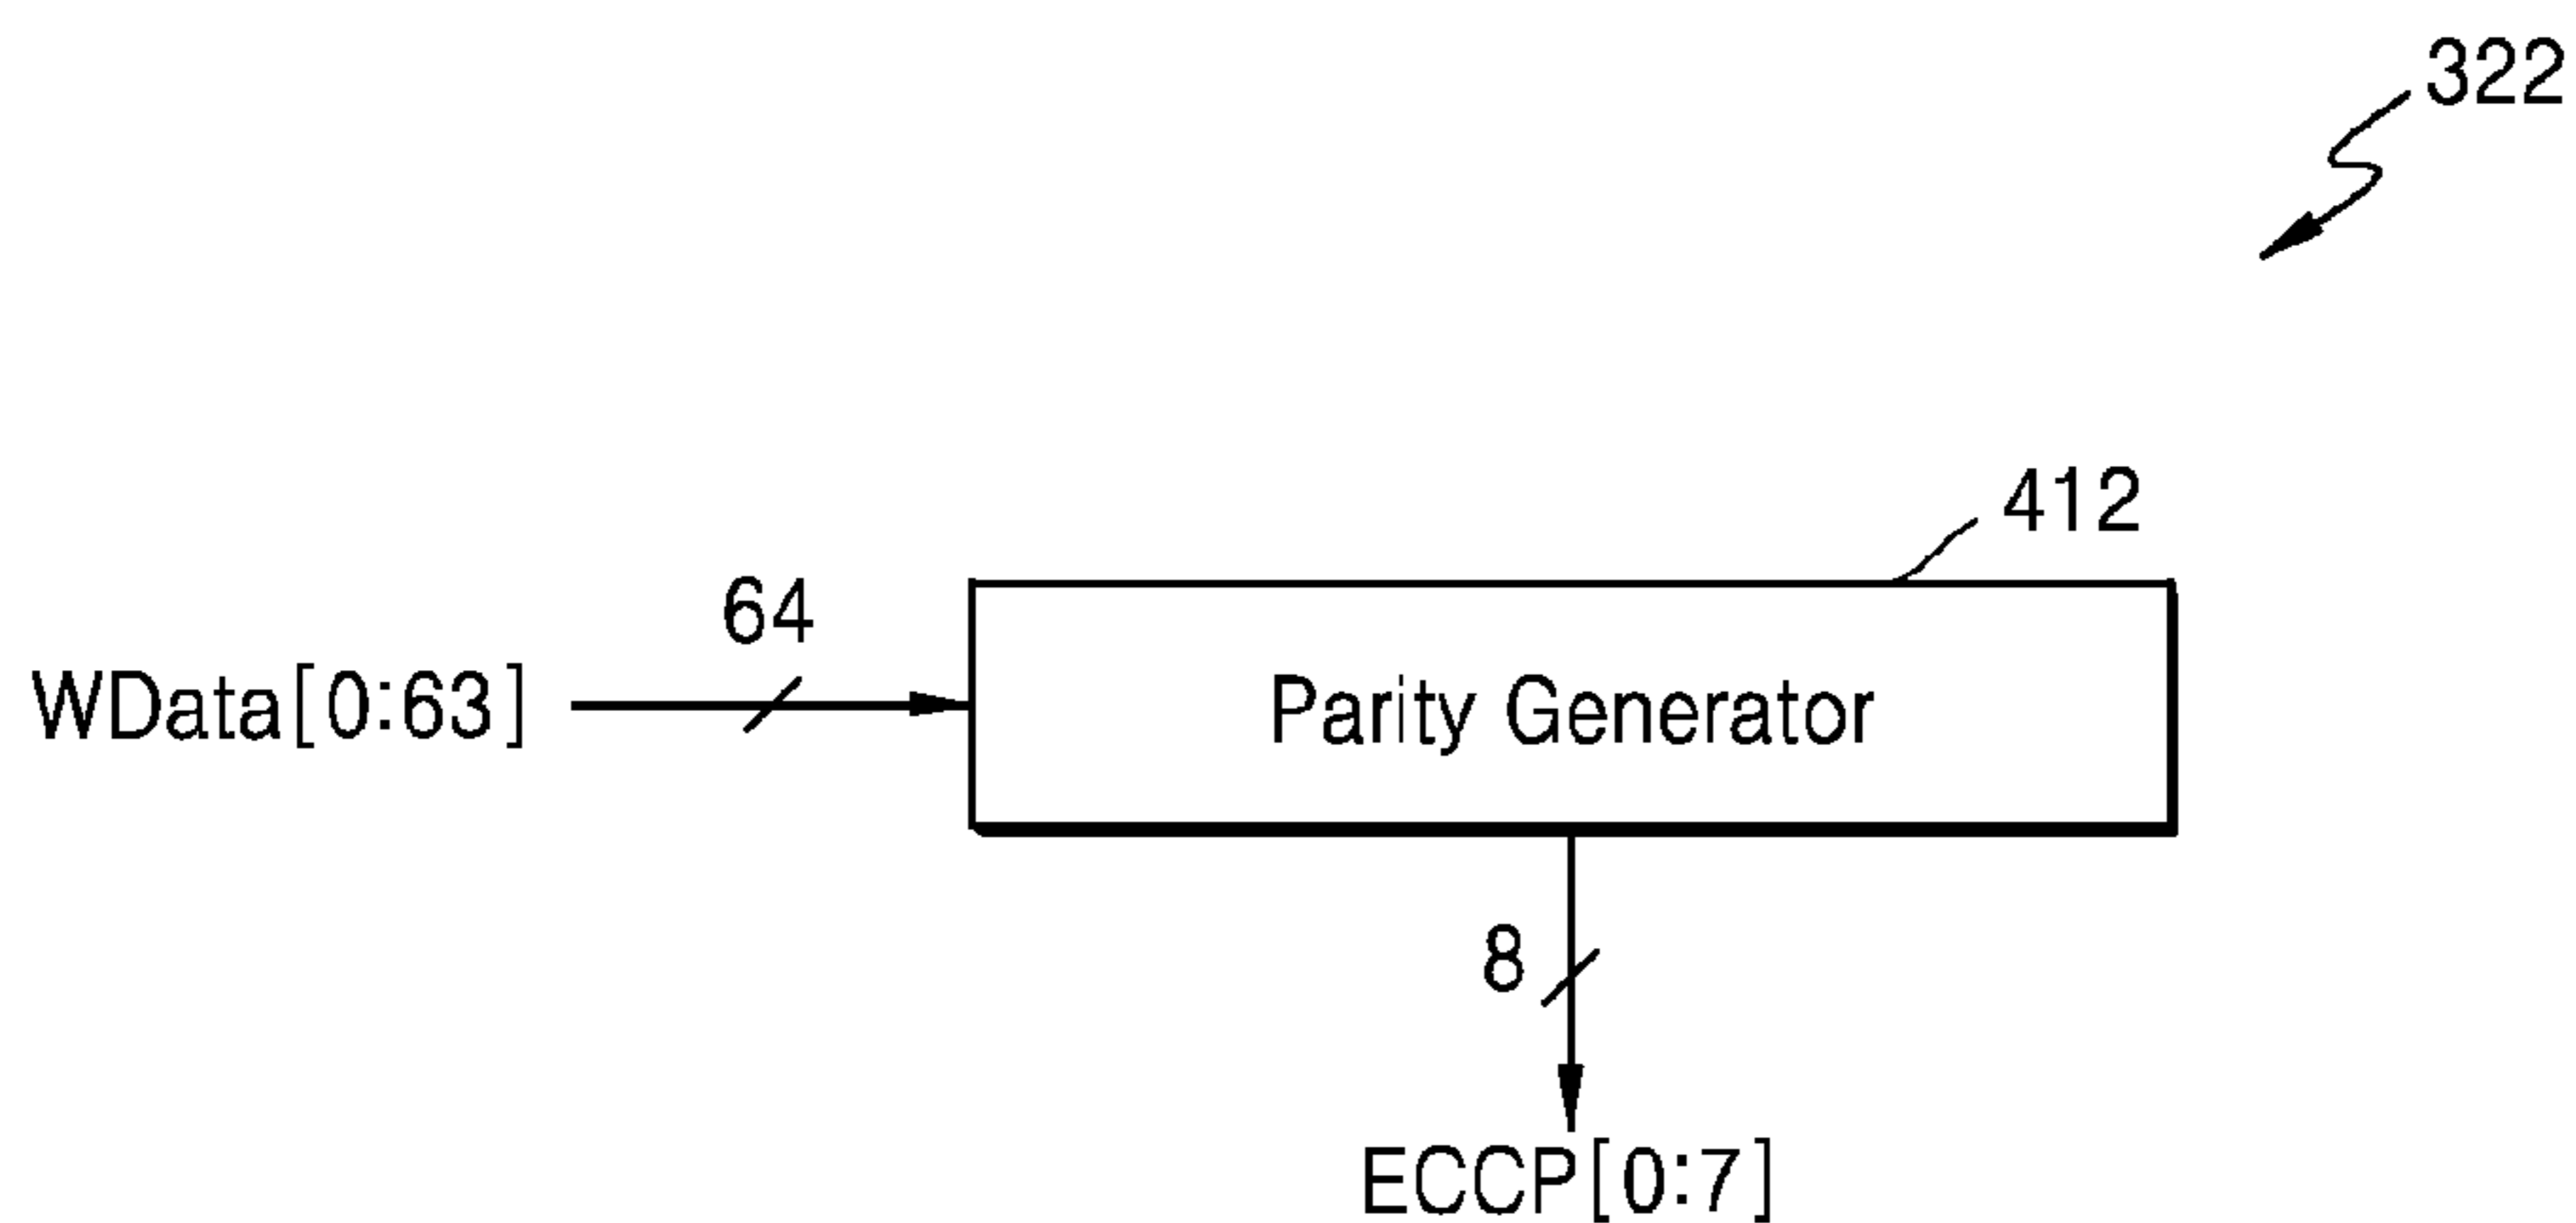 322
412
64
WData[0:63]
Parity Generator
8
ECCP[0:7]